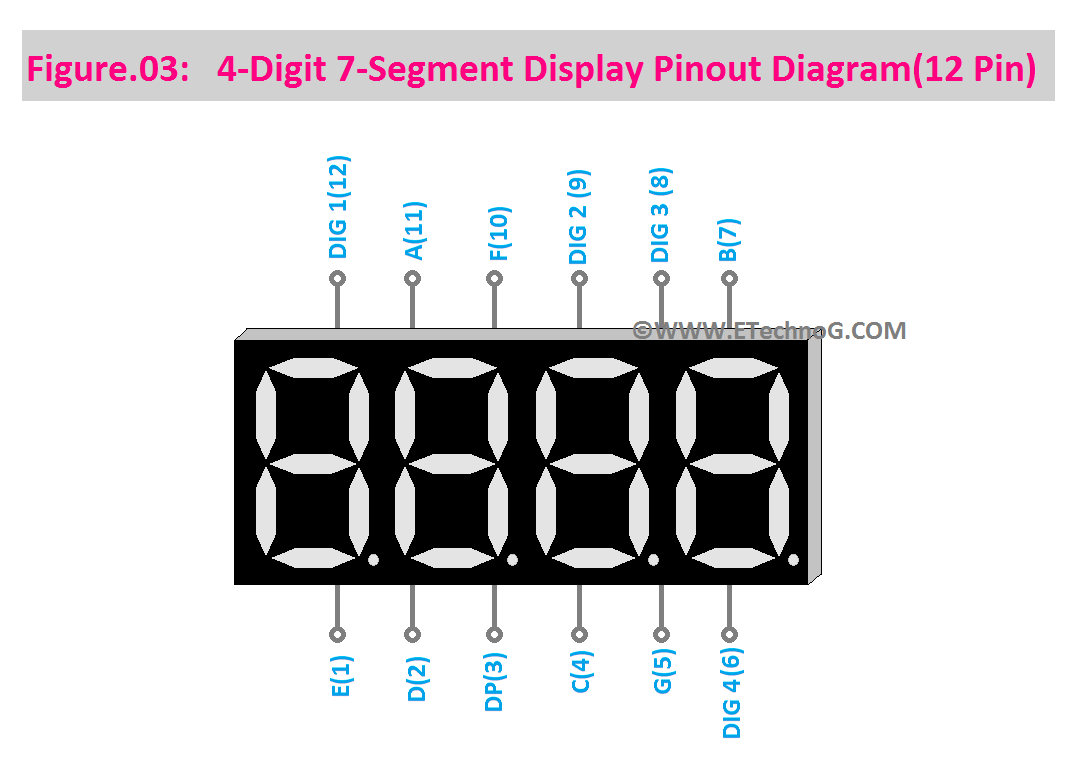 Figure.03: 4-Digit 7-Segment Display Pinout Diagram(12 Pin)
DIG 1(12)
A(11)
F(10)
DIG 2 (9)
DIG 3 (8)
B(7)
©WWW.ETechnoG.COM
E(1)
D(2)
DP(3)
C(4)
G(5)
DIG 4(6)